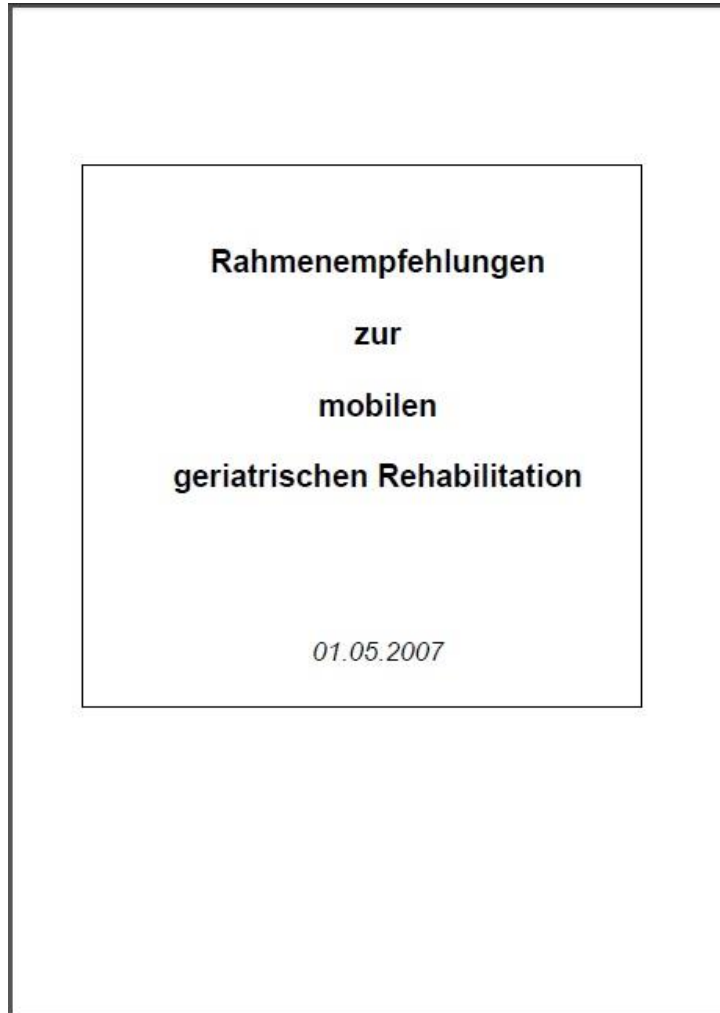 Rahmenempfehlungen
zur
mobilen
geriatrischen Rehabilitation
01.05.2007